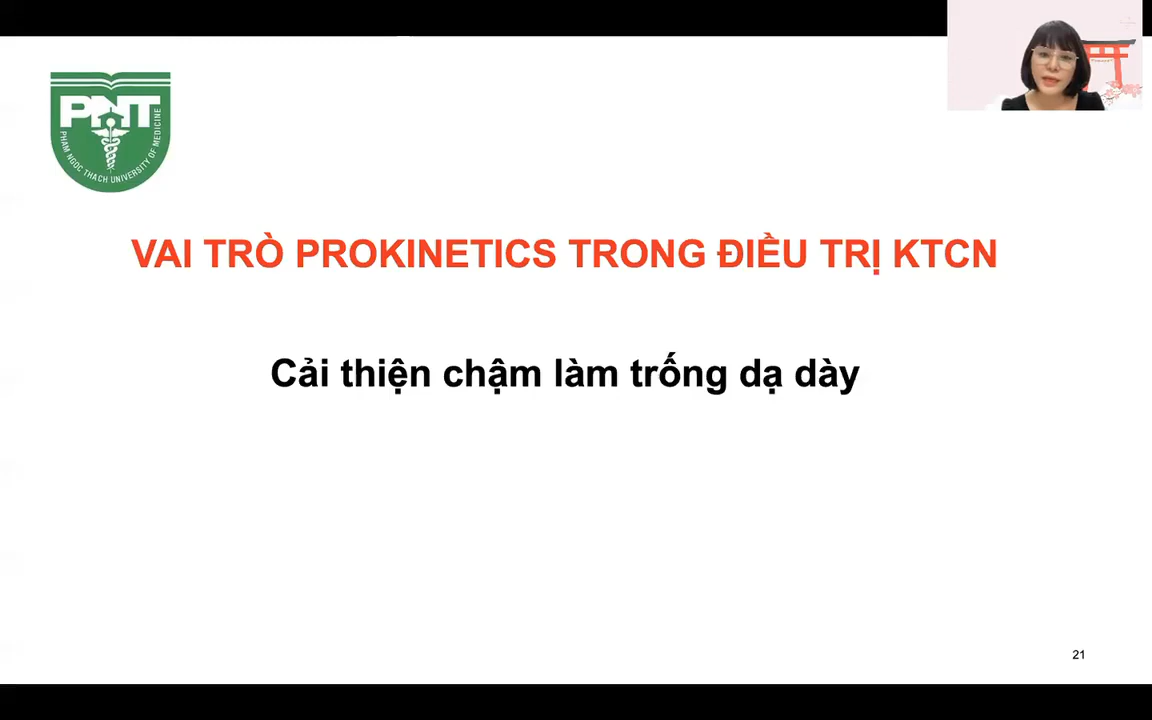 PNT
PHAM NGOC THACH UNIVERSITY OF MEDICINE
VAI TRÒ PROKINETICS TRONG ĐIỀU TRỊ KTCN
Cải thiện chậm làm trống dạ dày
21